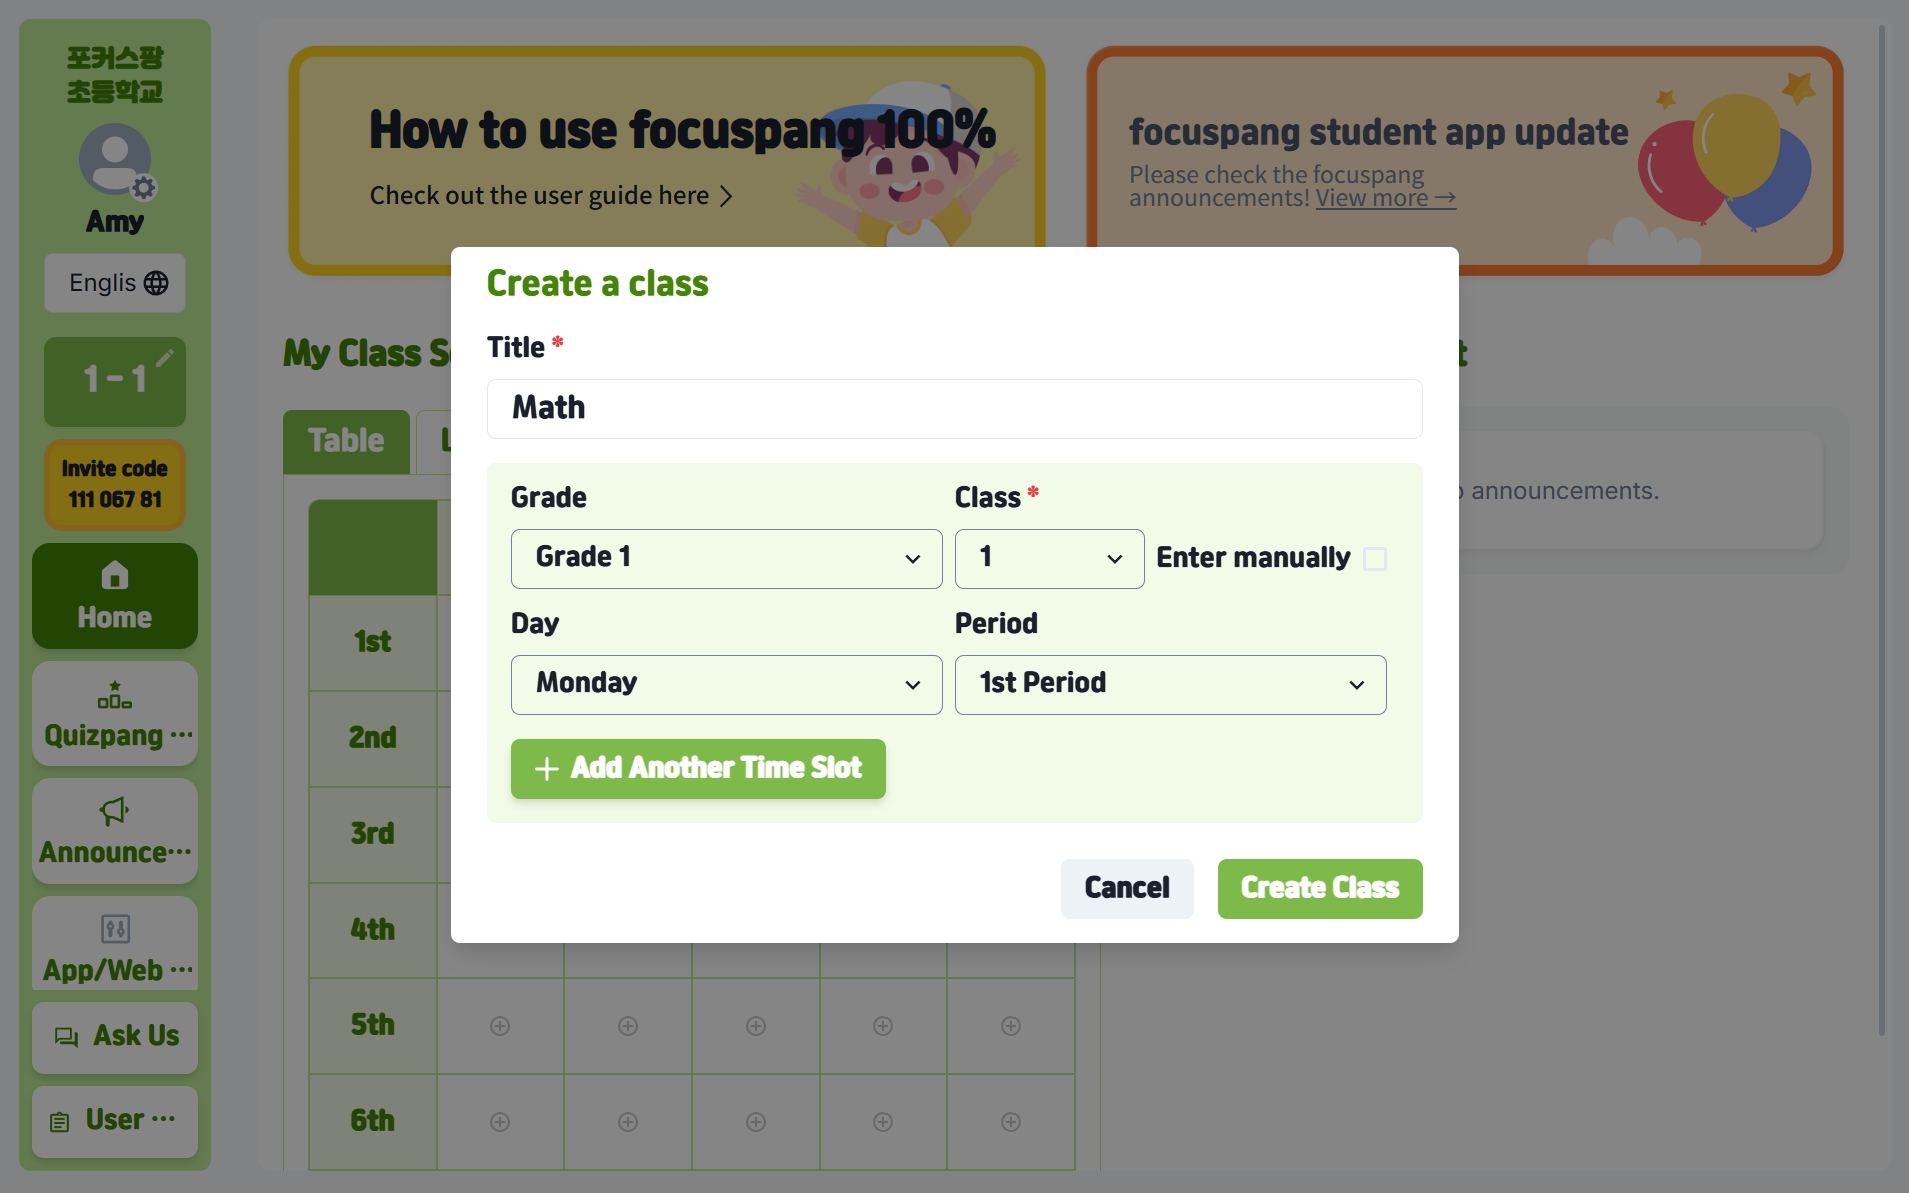 포커스팡
초등학교
Amy
Englis
1 - 1
Invite code
111 067 81
Home
Quizpang ···
Announce···
App/Web ···
Ask Us
User ···
How to use focuspang 100%
Check out the user guide here
focuspang student app update
Please check the focuspang
announcements! View more →
My Class S
Table
1st
2nd
3rd
4th
5th
6th
announcements.
Create a class
Title *
Math
Grade
Class *
Grade 1
1
Enter manually
Day
Period
Monday
1st Period
+ Add Another Time Slot
Cancel
Create Class